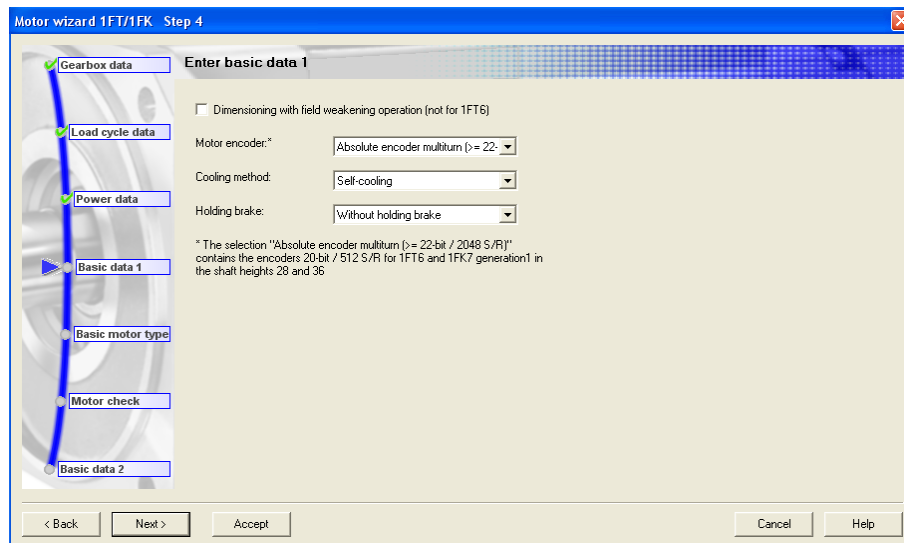 Motor wizard 1FT/1FK Step 4
Gearbox data
Load cycle data
Power data
Basic data 1
Basic motor type
Motor check
Basic data 2
Enter basic data 1
Dimensioning with field weakening operation (not for 1FT6)
Motor encoder:*
Absolute encoder multiturn (>= 22-
Cooling method:
Self-cooling
Holding brake:
Without holding brake
* The selection "Absolute encoder multiturn (>= 22-bit / 2048 S/R)"
contains the encoders 20-bit / 512 S/R for 1FT6 and 1FK7 generation1 in
the shaft heights 28 and 36
< Back
Next >
Accept
Cancel
Help